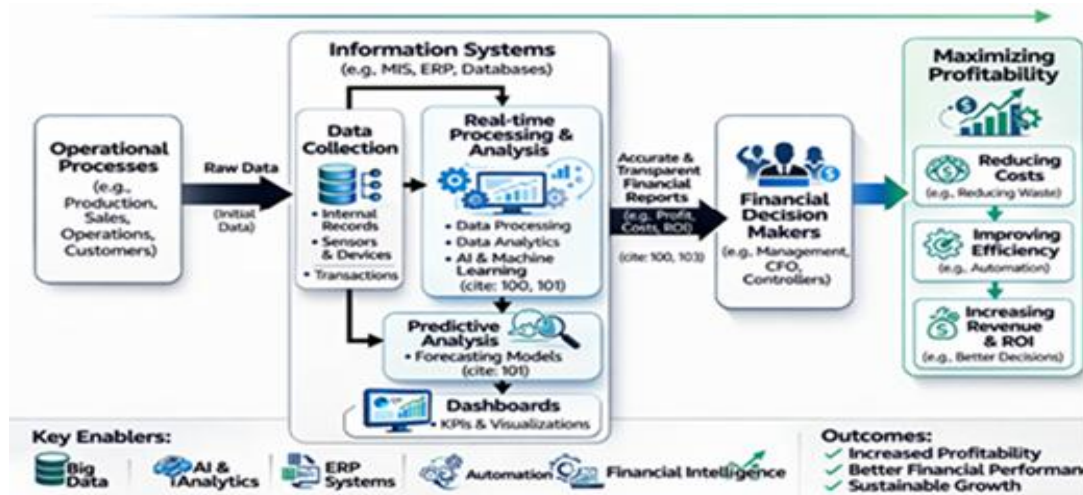 Information Systems
(e.g., MIS, ERP, Databases)
Maximizing
Profitability
Operational
Processes
(e.g.,
Production,
Sales,
Operations,
Customers)
Raw Data
(Initial
Data)
Data
Collection
• Internal
Records
• Sensors
& Devices
• Transactions
Real-time
Processing &
Analysis
• Data Processing
• Data Analytics
• AI & Machine
Learning
(cite: 100, 101)
Predictive
Analysis
• Forecasting Models
(cite: 101)
Dashboards
• KPIs & Visualizations
Accurate &
Transparent
Financial
Reports
(e.g., Profit,
Costs, ROI)
(cite: 100, 103)
Financial
Decision
Makers
(e.g., Management,
CFO,
Controllers)
Reducing
Costs
(e.g., Reducing Waste)
Improving
Efficiency
(e.g., Automation)
Increasing
Revenue
& ROI
(e.g., Better Decisions)
Key Enablers:
Big
Data
AI &
Analytics
ERP
Systems
Automation
Financial Intelligence
Outcomes:
✓ Increased Profitability
✓ Better Financial Performan
✓ Sustainable Growth